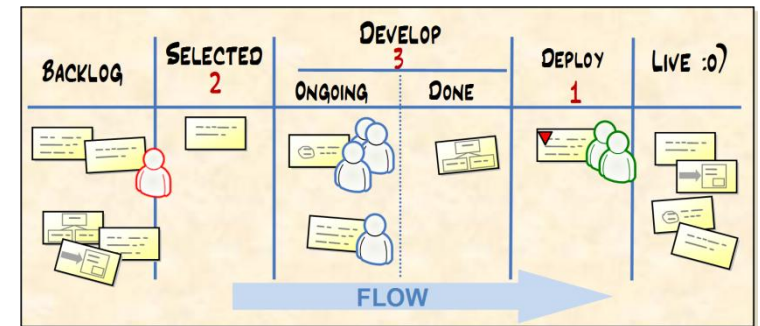 BACKLOG
SELECTED
2
DEVELOP
3
ONGOING
DONE
DEPLOY
1
LIVE :o)
FLOW